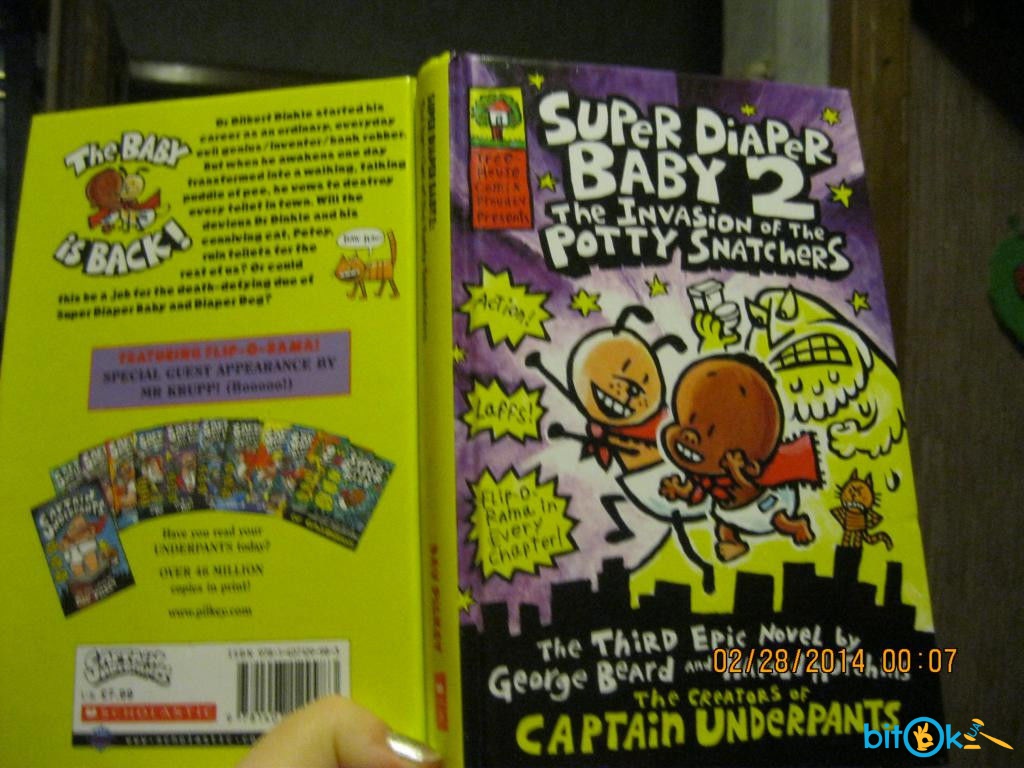 The BABY
is BACK!
Dr Dilbert Dinkle started his
career as an ordinary, everyday
evil genius/inventor/bank robber.
But when he awakens one day
transformed into a walking, talking
puddle of pee, he vows to destroy
every toilet in town. Will the
devious Dr Dinkle and his
conniving cat, Petey,
ruin toilets for the
rest of us? Or could
this be a job for the death-defying duo of
Super Diaper Baby and Diaper Dog?
FEATURING FLIP-O-RAMA!
SPECIAL GUEST APPEARANCE BY
MR KRUPP! (Booooo!)
Have you read your
UNDERPANTS today?
OVER 46 MILLION
copies in print!
www.pilkey.com
SCHOLASTIC
Tree
House
Comix
Proudly
Presents
SUPER DIAPER
BABY 2
The INVASION OF THE
POTTY SNATCHERS
Action!
Laffs!
Flip-O-
Rama in
Every
Chapter!
The Third Epic Novel by
George Beard and
The CREATORS OF
CAPTAIN UNDERPANTS
02/28/2014 00:07
bitok
UA